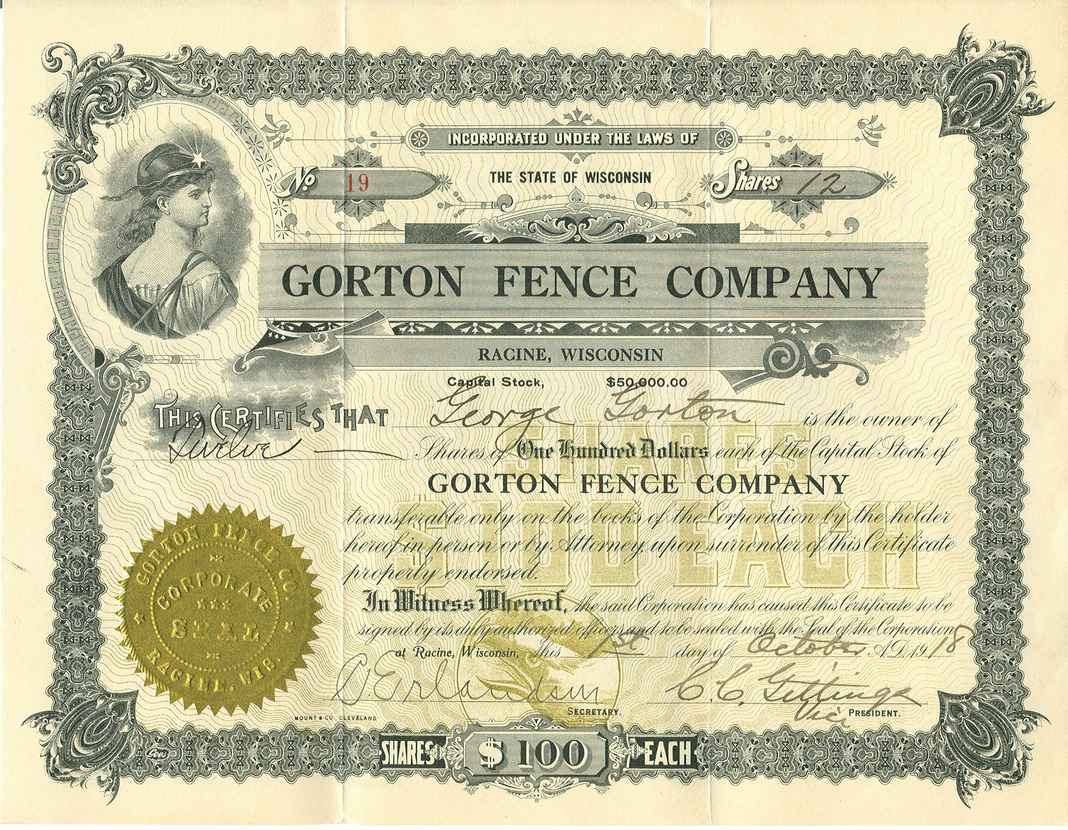 INCORPORATED UNDER THE LAWS OF
No 19
THE STATE OF WISCONSIN
Shares 12
GORTON FENCE COMPANY
RACINE, WISCONSIN
Capital Stock, $50,000.00
THIS CERTIFIES THAT George Gorton is the owner of
Twelve Shares of One Hundred Dollars each of the Capital Stock of
GORTON FENCE COMPANY
transferable only on the books of the Corporation by the holder
hereof in person or by Attorney, upon surrender of This Certificate
properly endorsed.
In Witness Whereof, the said Corporation has caused this Certificate to be
signed by its duly authorized officers and to be sealed with the Seal of the Corporation
at Racine, Wisconsin, this 1st day of October A.D. 1918
O Erlandson SECRETARY.
C. C. Gittings Vice PRESIDENT.
MOUNT & CO. CLEVELAND
SHARES $100 EACH
SHARES
$100 EACH
GORTON FENCE CO.
CORPORATE
SEAL
RACINE, WIS.